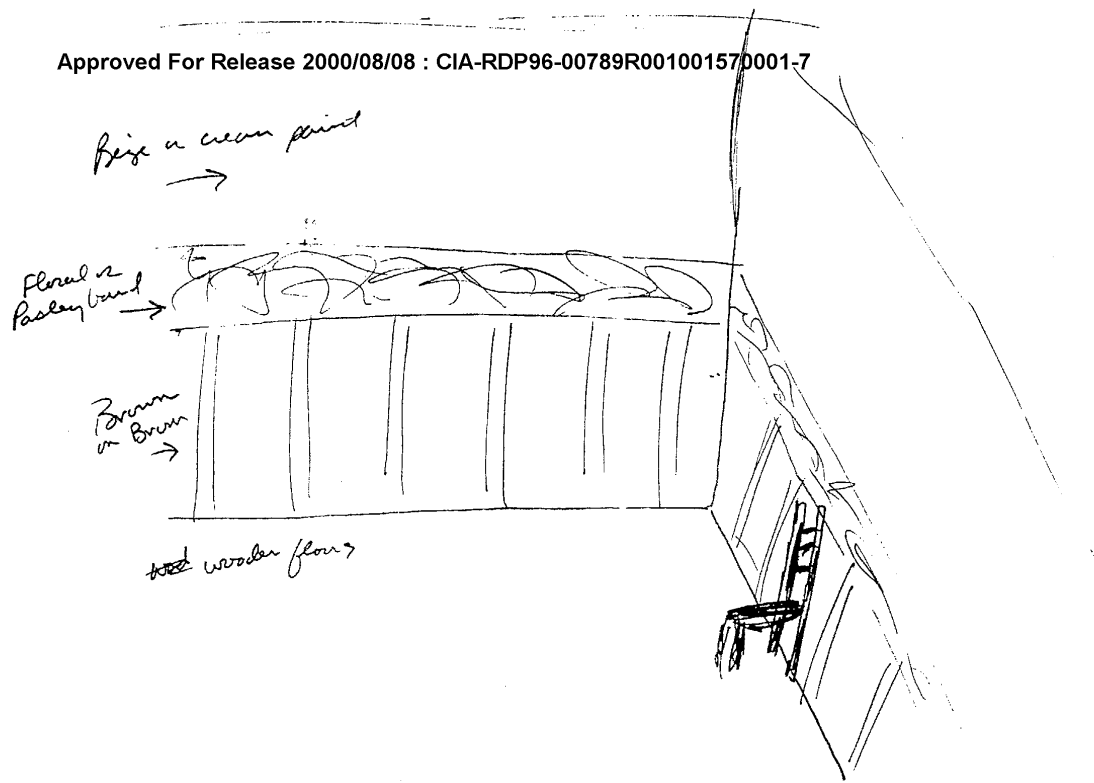 Approved For Release 2000/08/08 : CIA-RDP96-00789R001001570001-7
Beige or cream paint
Floral or
Pasley band
Brown
on Brown
wooden floors